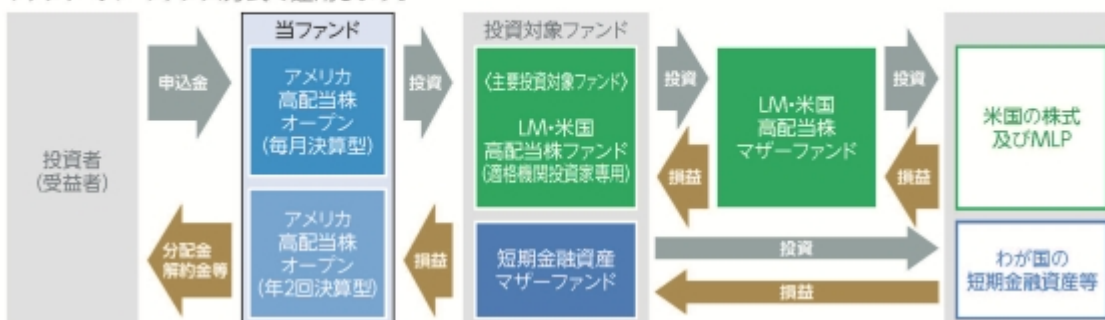 当ファンド
投資対象ファンド
投資者
(受益者)
申込金
分配金
解約金等
アメリカ
高配当株
オープン
(毎月決算型)
アメリカ
高配当株
オープン
(年2回決算型)
投資
損益
〈主要投資対象ファンド〉
LM・米国
高配当株ファンド
(適格機関投資家専用)
短期金融資産
マザーファンド
投資
損益
LM・米国
高配当株
マザーファンド
投資
損益
投資
損益
米国の株式
及びMLP
わが国の
短期金融資産等